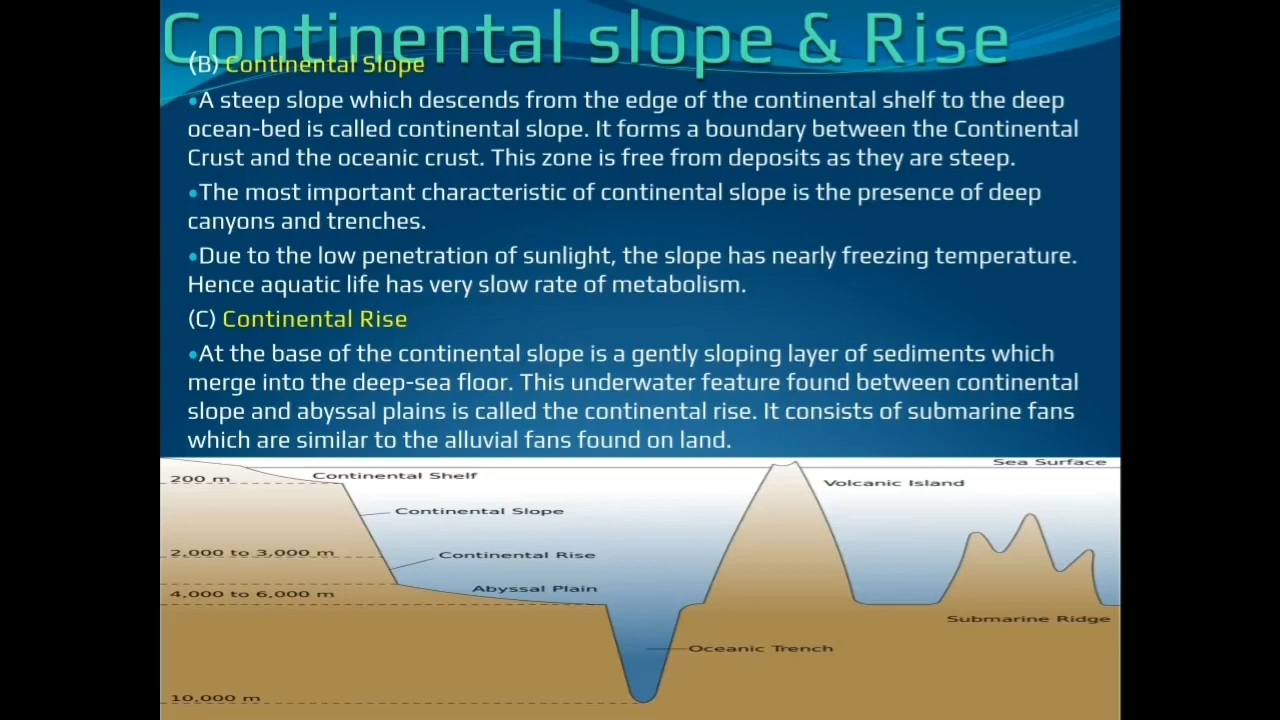 Continental slope & Rise
(B) Continental Slope
•A steep slope which descends from the edge of the continental shelf to the deep
ocean-bed is called continental slope. It forms a boundary between the Continental
Crust and the oceanic crust. This zone is free from deposits as they are steep.
•The most important characteristic of continental slope is the presence of deep
canyons and trenches.
•Due to the low penetration of sunlight, the slope has nearly freezing temperature.
Hence aquatic life has very slow rate of metabolism.
(C) Continental Rise
•At the base of the continental slope is a gently sloping layer of sediments which
merge into the deep-sea floor. This underwater feature found between continental
slope and abyssal plains is called the continental rise. It consists of submarine fans
which are similar to the alluvial fans found on land.
Sea Surface
200 m
Continental Shelf
Volcanic Island
Continental Slope
2,000 to 3,000 m
Continental Rise
Abyssal Plain
4,000 to 6,000 m
Submarine Ridge
Oceanic Trench
10,000 m